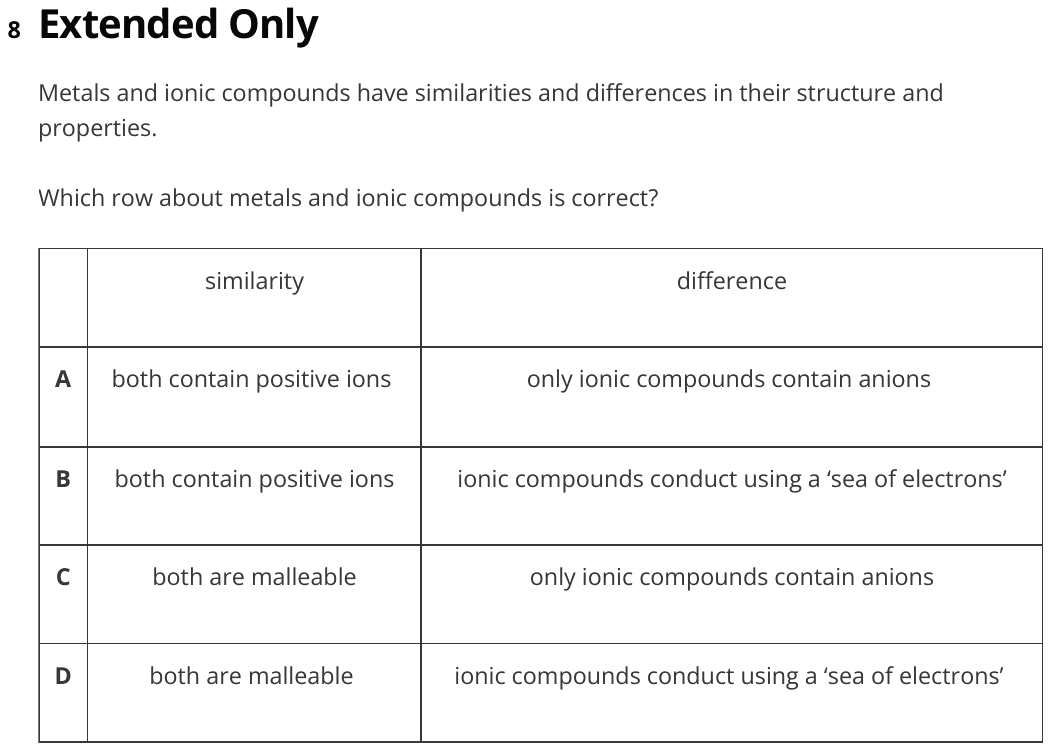 8 Extended Only
Metals and ionic compounds have similarities and differences in their structure and
properties.
Which row about metals and ionic compounds is correct?
similarity difference
A both contain positive ions only ionic compounds contain anions
B both contain positive ions ionic compounds conduct using a ‘sea of electrons’
C both are malleable only ionic compounds contain anions
D both are malleable ionic compounds conduct using a ‘sea of electrons’